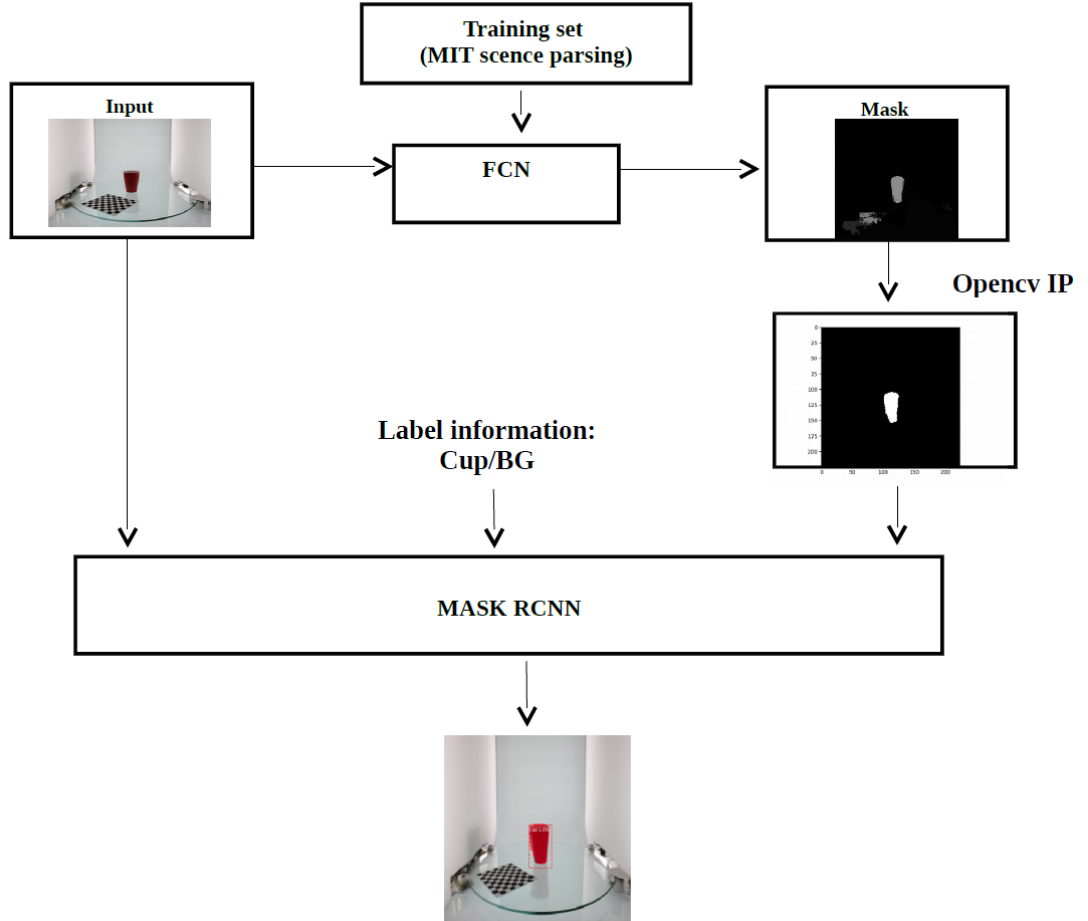 Training set
(MIT scence parsing)
Input
FCN
Mask
Opencv IP
0
25
50
75
100
125
150
175
200
0 50 100 150 200
Label information:
Cup/BG
MASK RCNN